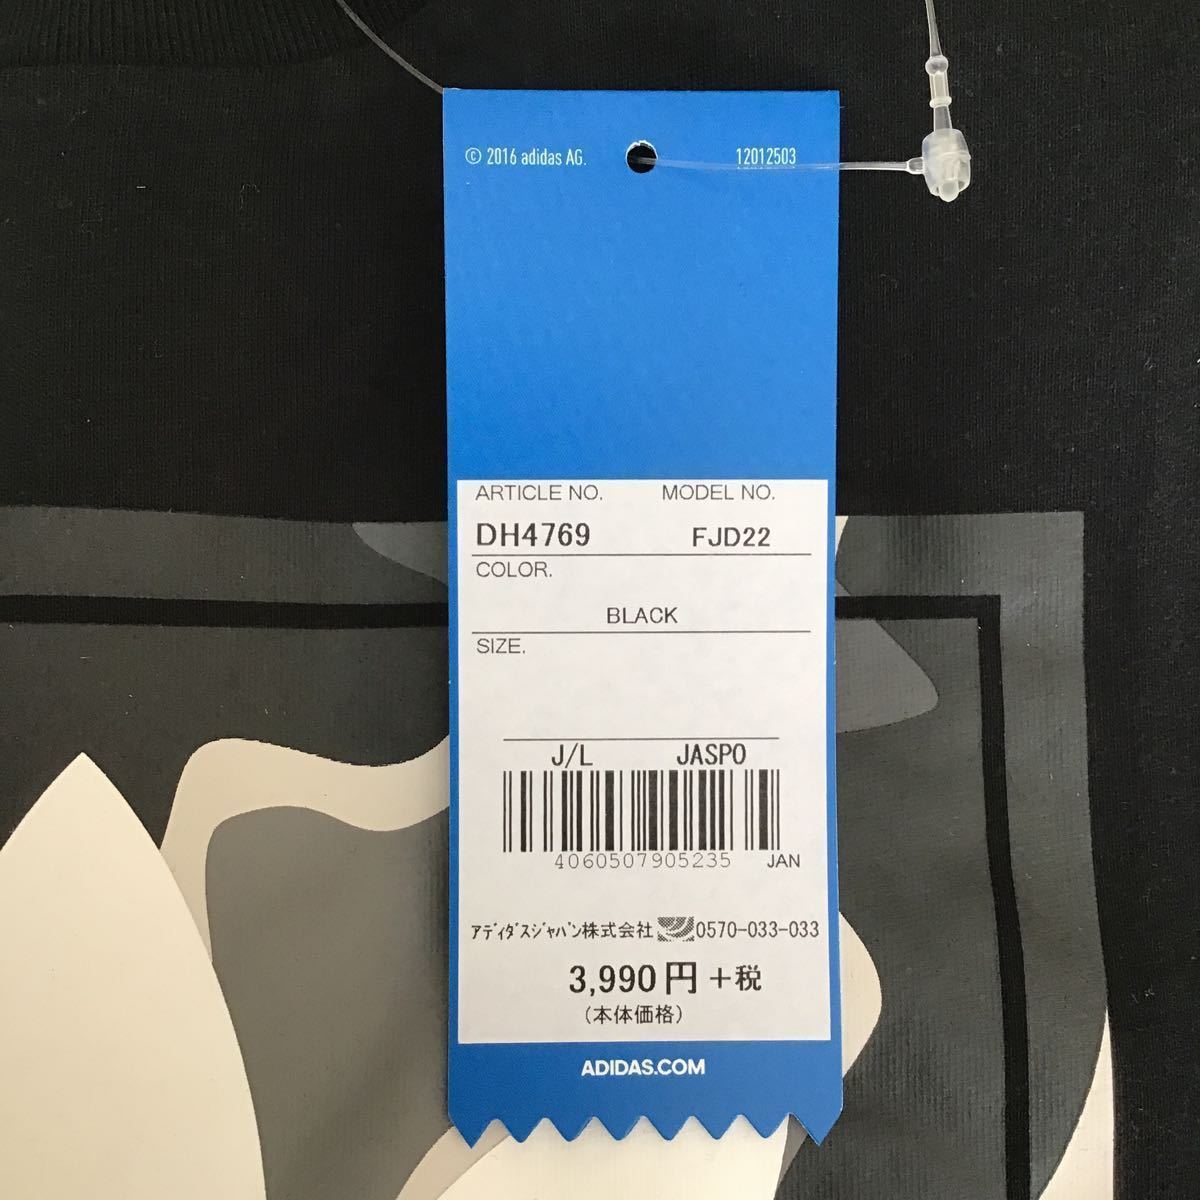 © 2016 adidas AG. 12012503
ARTICLE NO. MODEL NO.
DH4769 FJD22
COLOR.
BLACK
SIZE.
J/L JASPO
4060507905235 JAN
ｱﾃﾞｨﾀﾞｽｼﾞｬﾊﾟﾝ株式会社 0570-033-033
3,990円+税
(本体価格)
ADIDAS.COM